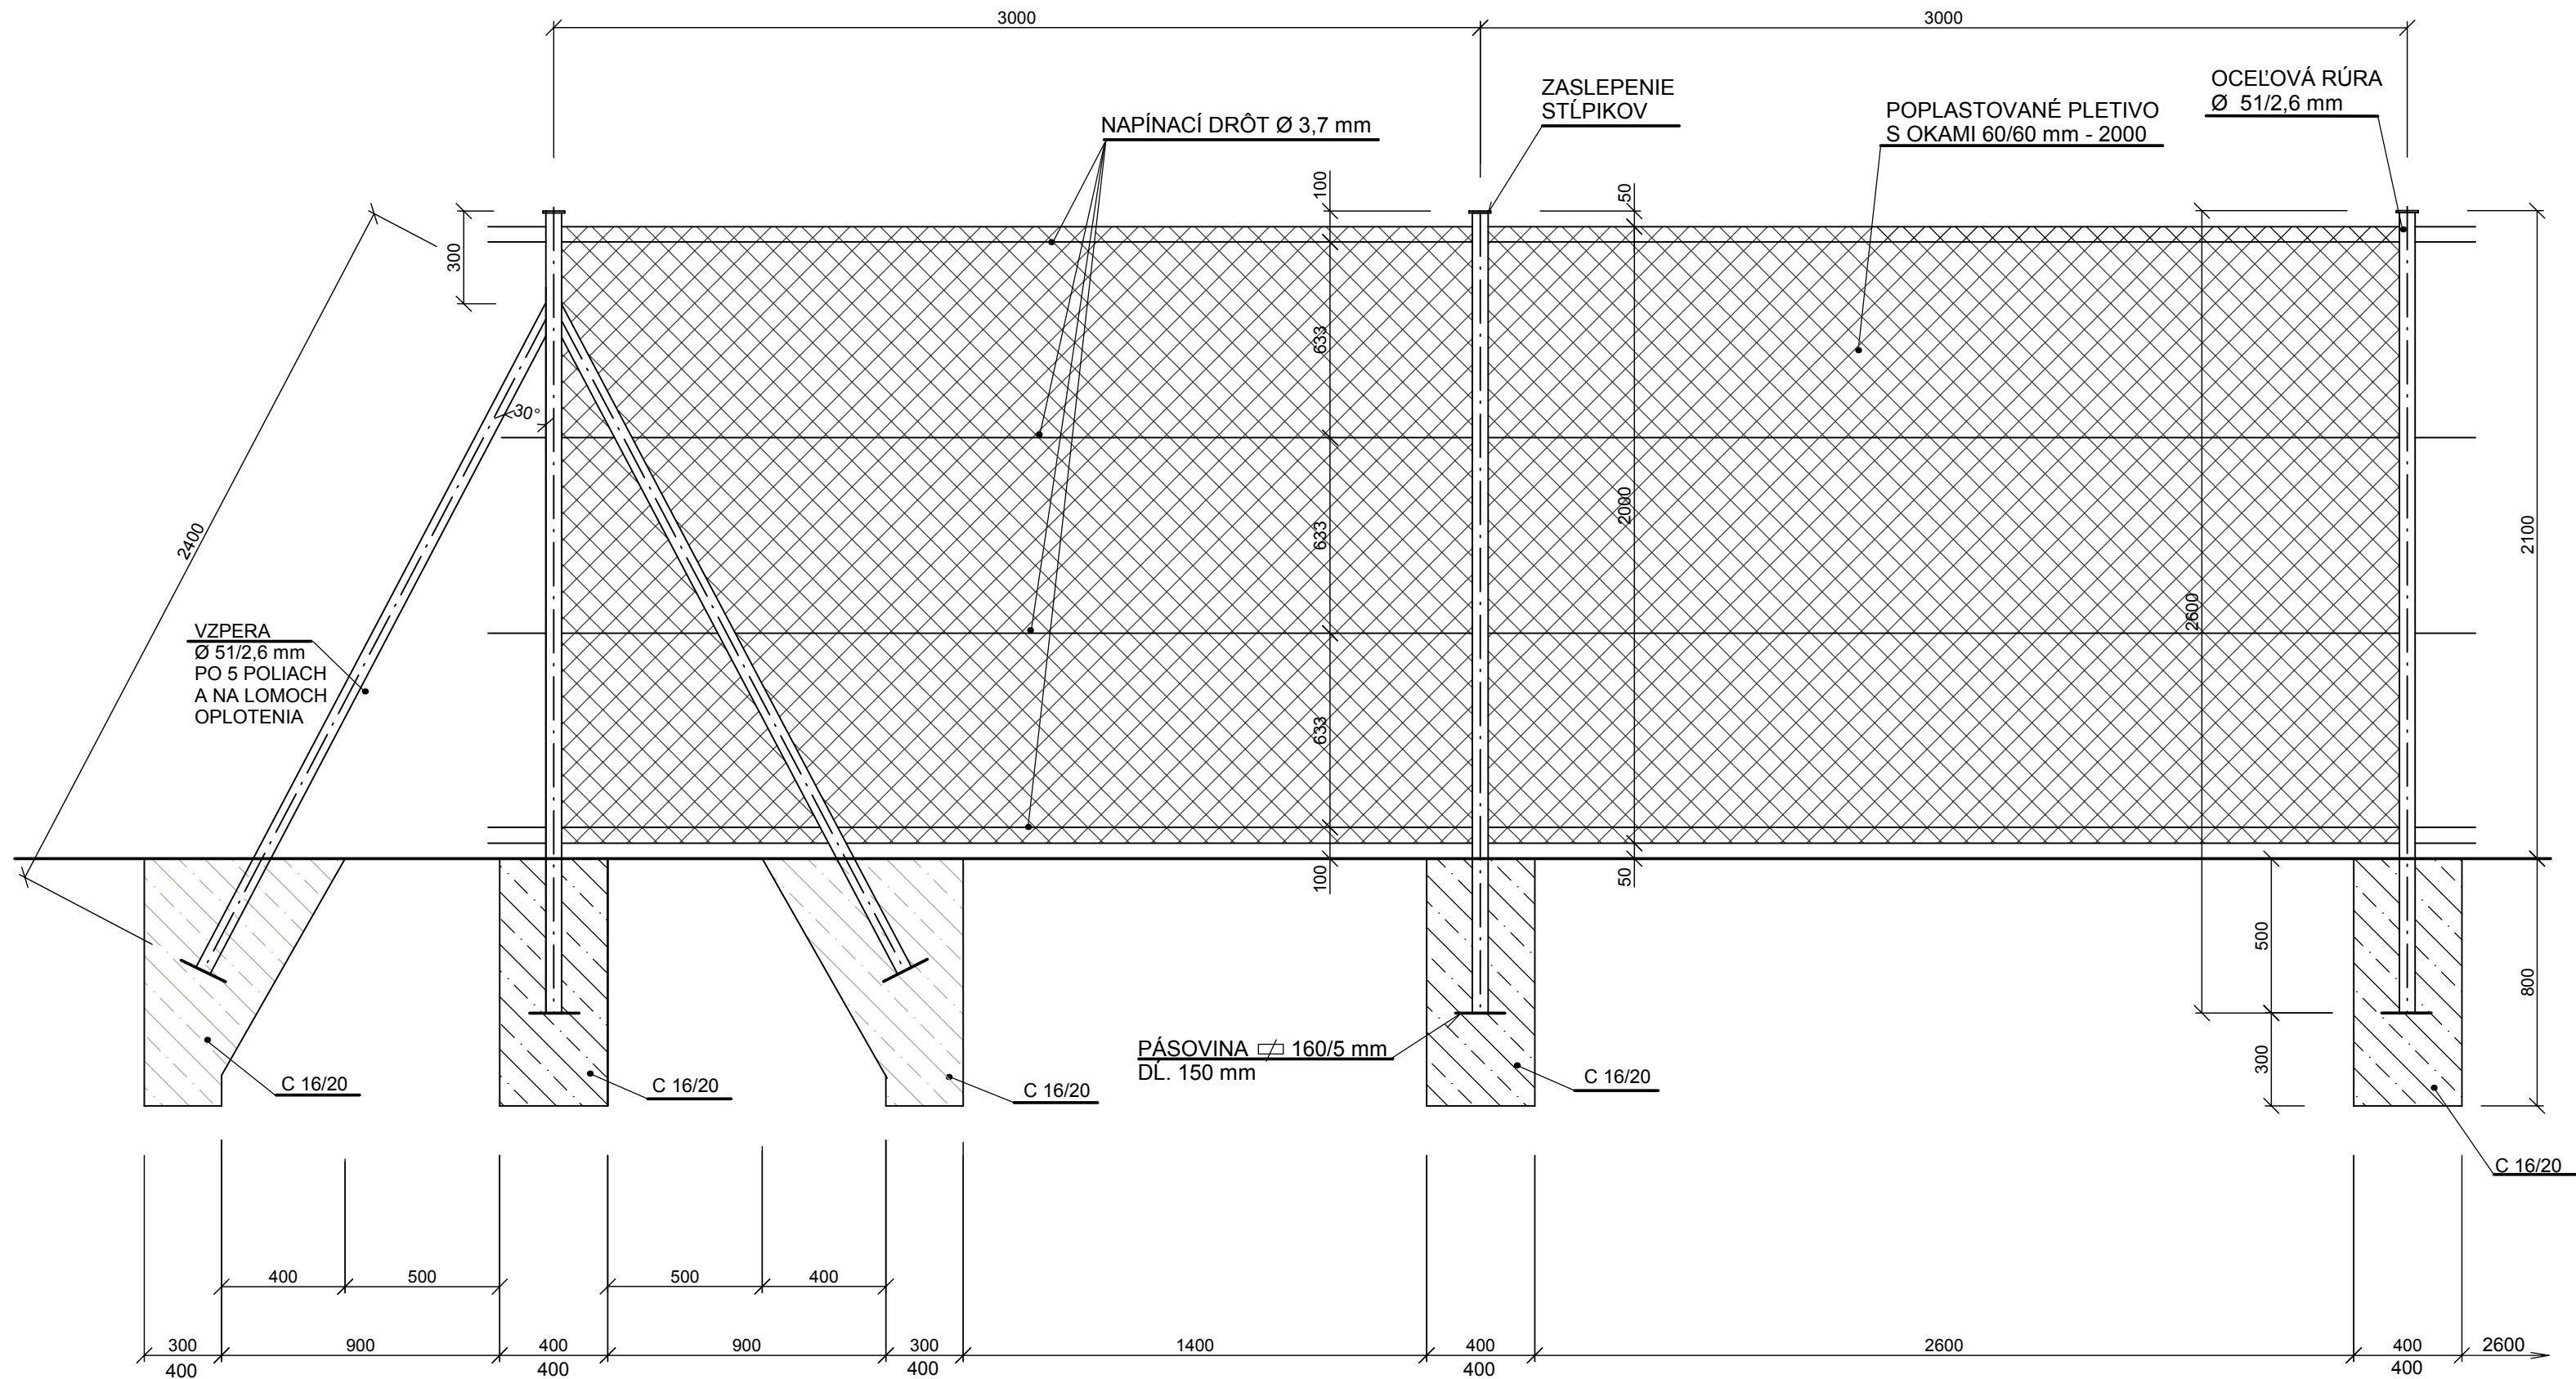 3000
3000
OCEĽOVÁ RÚRA
Ø 51/2,6 mm
ZASLEPENIE
STĹPIKOV
POPLASTOVANÉ PLETIVO
S OKAMI 60/60 mm - 2000
NAPÍNACÍ DRÔT Ø 3,7 mm
100
50
300
633
30°
2400
633
2000
2100
2600
VZPERA
Ø 51/2,6 mm
PO 5 POLIACH
A NA LOMOCH
OPLOTENIA
633
100
50
500
800
300
PÁSOVINA 160/5 mm
DĹ. 150 mm
C 16/20
C 16/20
C 16/20
C 16/20
C 16/20
400
500
500
400
300
900
400
900
300
1400
400
2600
400
2600
400
400
400
400
400